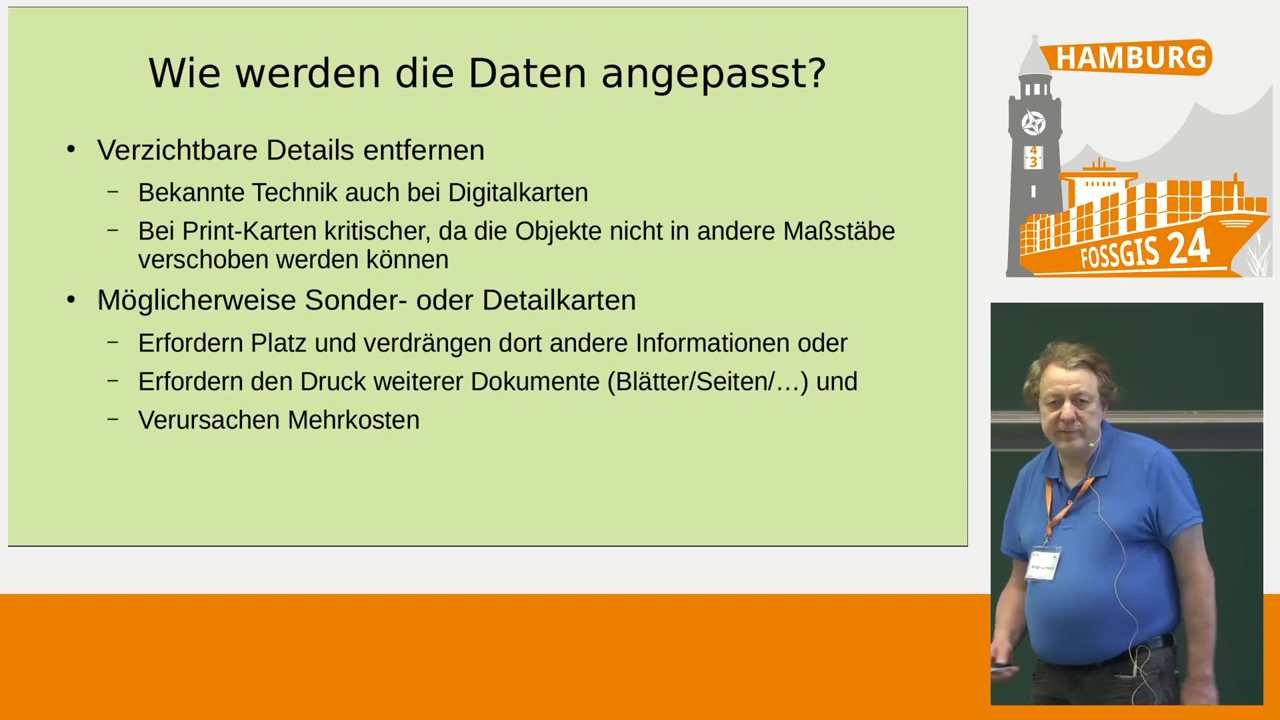 Wie werden die Daten angepasst?
• Verzichtbare Details entfernen
– Bekannte Technik auch bei Digitalkarten
– Bei Print-Karten kritischer, da die Objekte nicht in andere Maßstäbe
verschoben werden können
• Möglicherweise Sonder- oder Detailkarten
– Erfordern Platz und verdrängen dort andere Informationen oder
– Erfordern den Druck weiterer Dokumente (Blätter/Seiten/…) und
– Verursachen Mehrkosten
HAMBURG
4
3
FOSSGIS 24